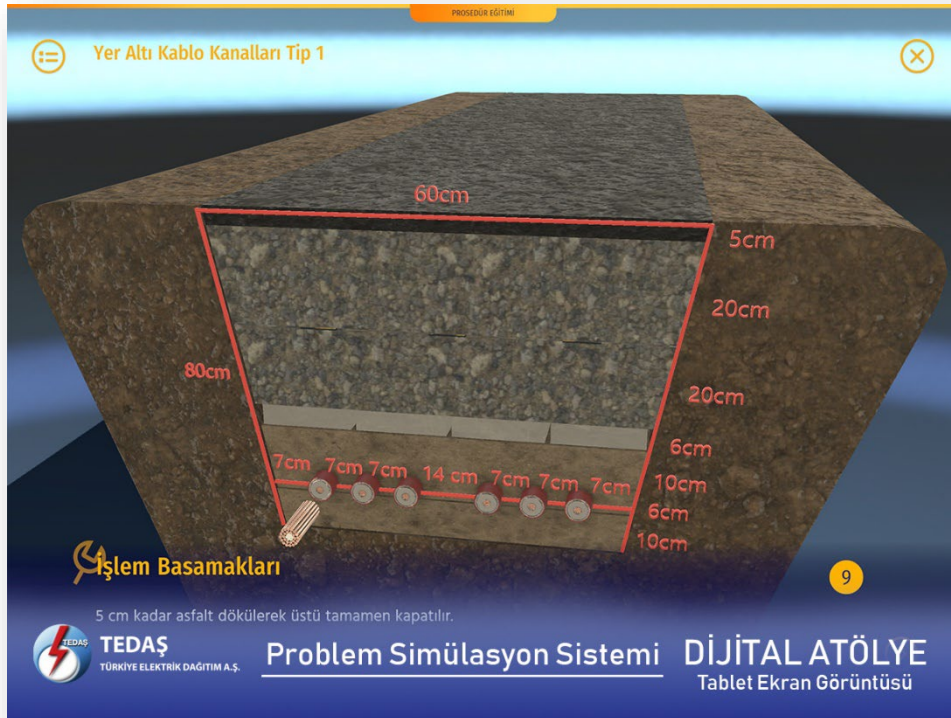 PROSEDÜR EĞİTİMİ
Yer Altı Kablo Kanalları Tip 1
60cm
5cm
20cm
80cm
20cm
6cm
7cm 7cm 7cm 14 cm 7cm 7cm 7cm
10cm
6cm
10cm
İşlem Basamakları
9
5 cm kadar asfalt dökülerek üstü tamamen kapatılır.
TEDAŞ
TEDAŞ
TÜRKİYE ELEKTRİK DAĞITIM A.Ş.
Problem Simülasyon Sistemi
DİJİTAL ATÖLYE
Tablet Ekran Görüntüsü